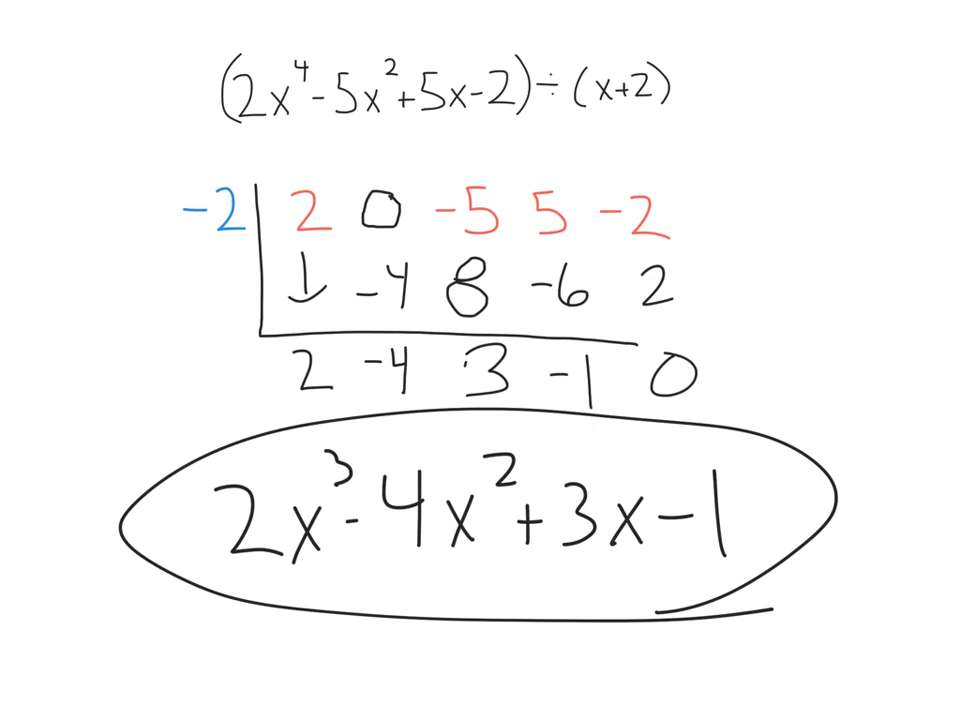 (2x⁴-5x²+5x-2)÷(x+2)
-2 2 0 -5 5 -2
↓ -4 8 -6 2
2 -4 3 -1 0
2x³-4x²+3x-1